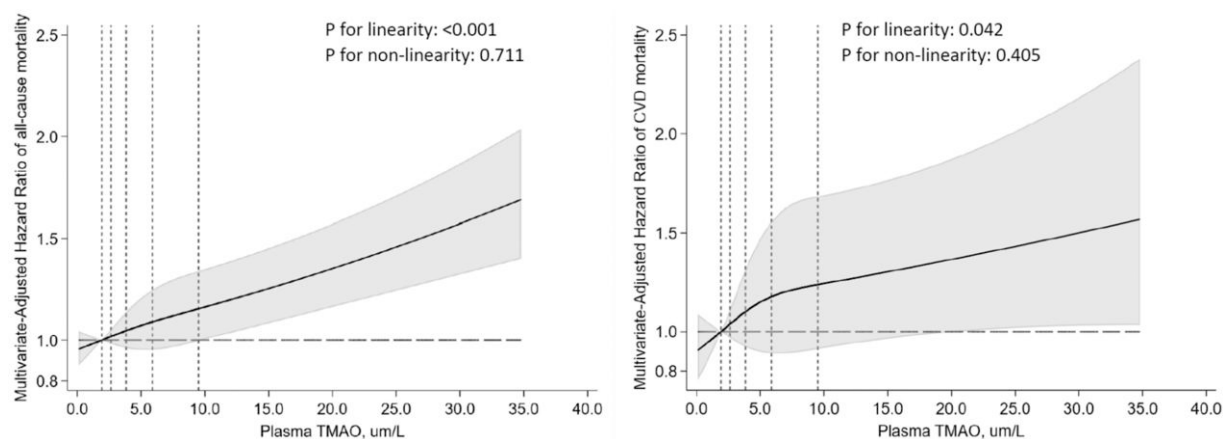 Multivariate-Adjusted Hazard Ratio of all-cause mortality
P for linearity: <0.001
P for non-linearity: 0.711
2.5
2.0
1.5
1.0
0.8
0.0 5.0 10.0 15.0 20.0 25.0 30.0 35.0 40.0
Plasma TMAO, um/L
Multivariate-Adjusted Hazard Ratio of CVD mortality
P for linearity: 0.042
P for non-linearity: 0.405
2.5
2.0
1.5
1.0
0.8
0.0 5.0 10.0 15.0 20.0 25.0 30.0 35.0 40.0
Plasma TMAO, um/L